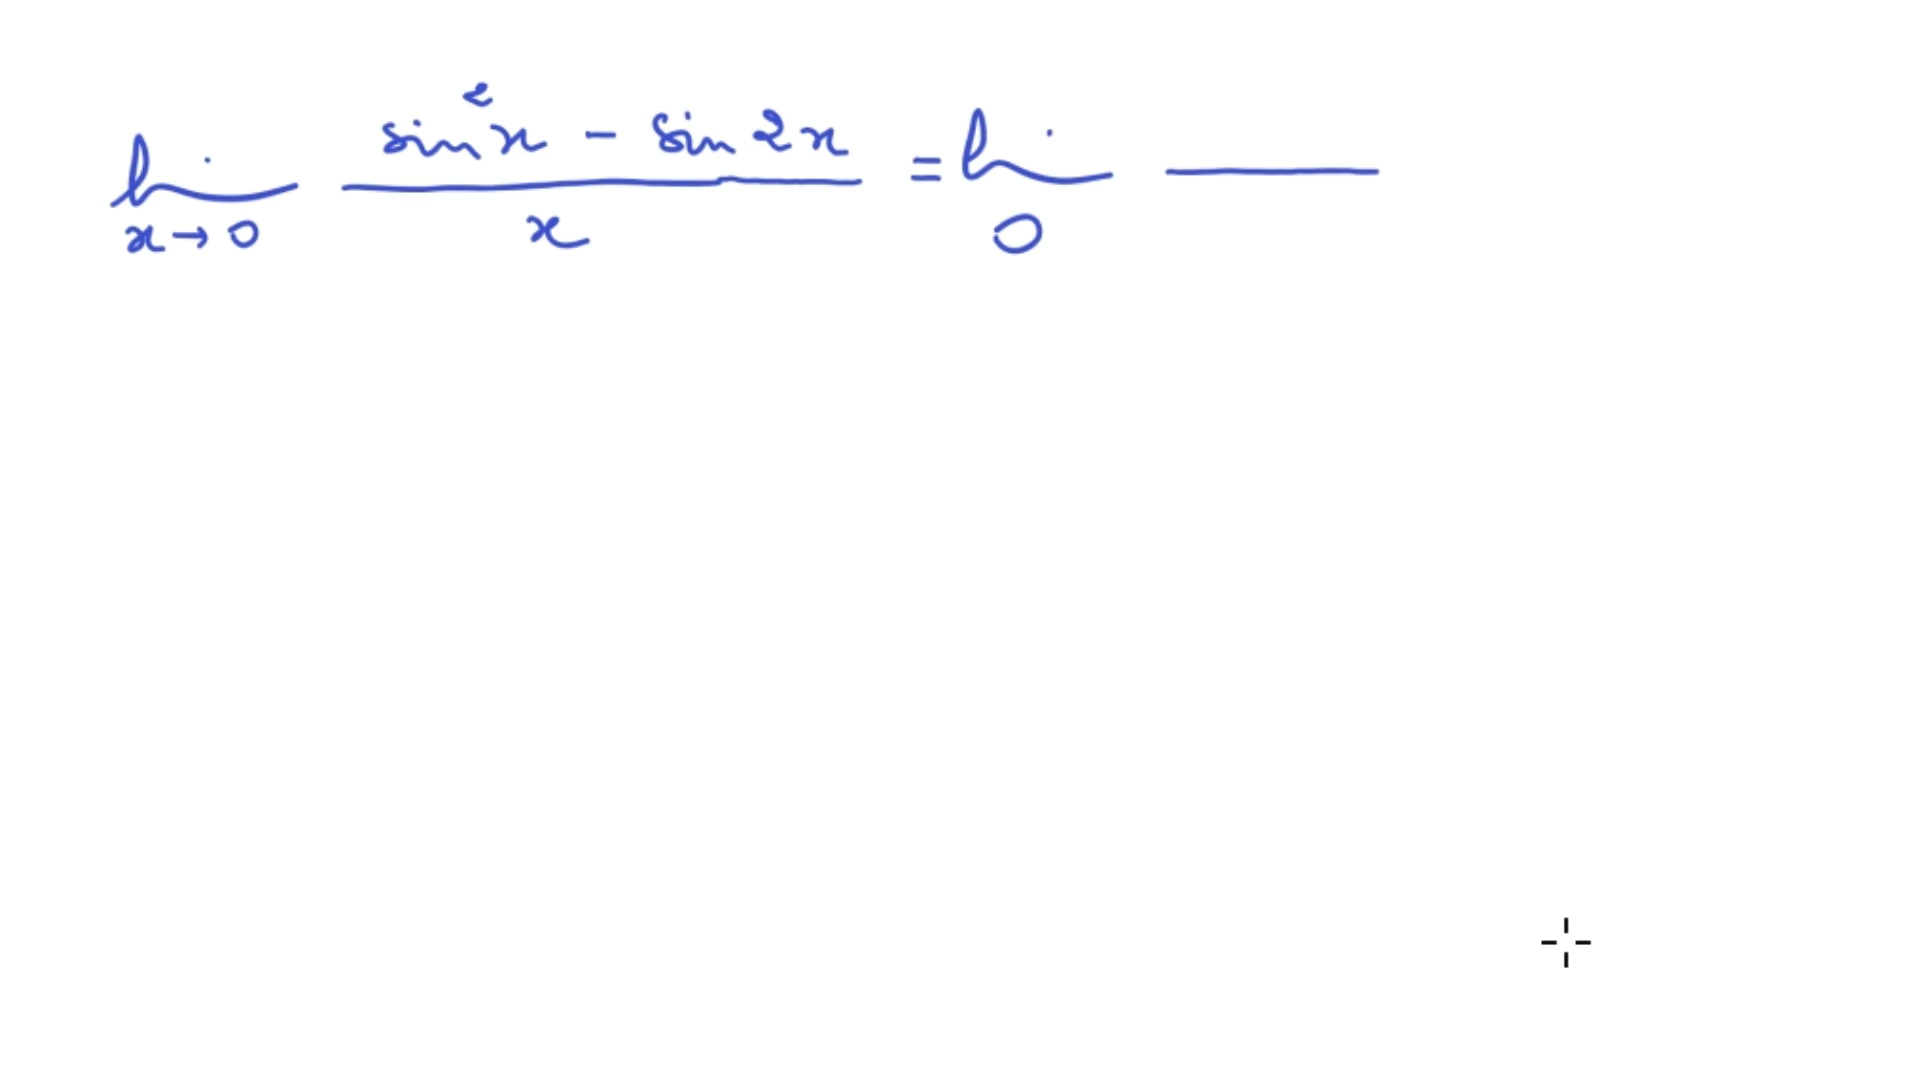 lim x→0 (sin²x − sin 2x)/x = lim 0 ———